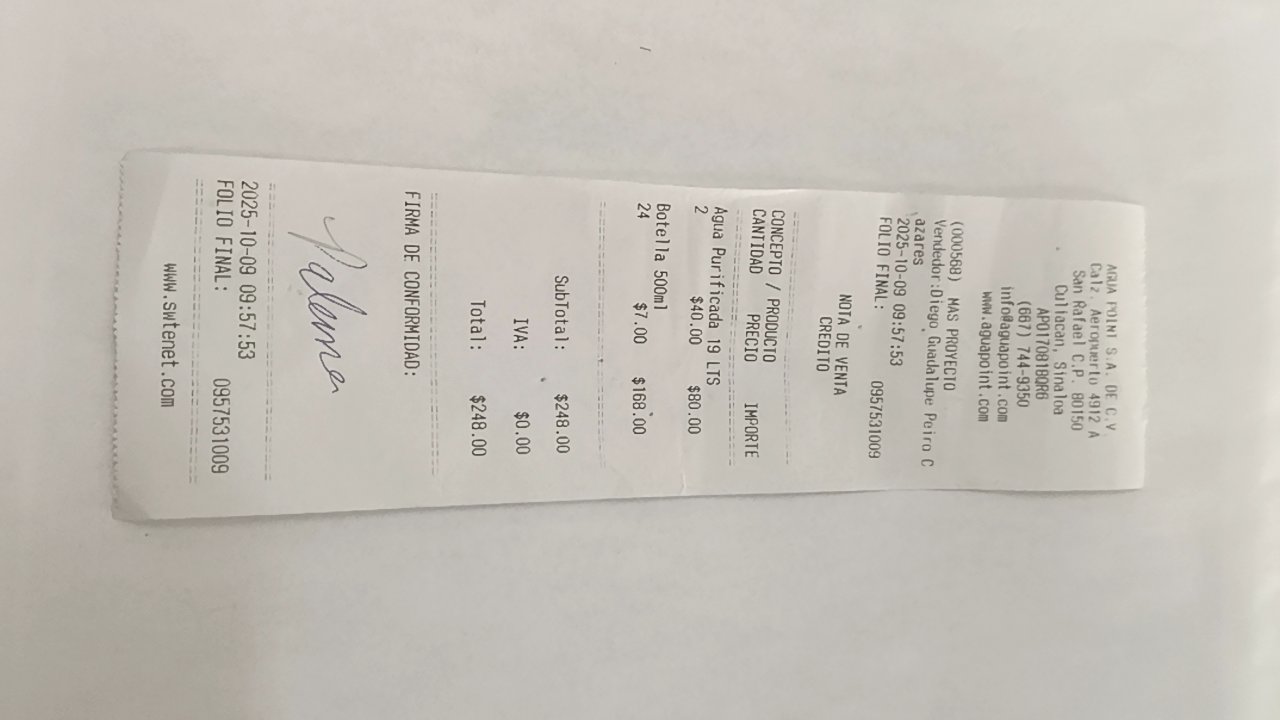 AGUA POINT S.A. DE C.V.
Calz. Aeropuerto 4912 A
San Rafael C.P. 80150
Culiacan, Sinaloa
APO170818QR6
(667) 744-9350
info@aguapoint.com
www.aguapoint.com
(000568) MAS PROYECTO
Vendedor:Diego Guadalupe Peiro C
azares
2025-10-09 09:57:53
FOLIO FINAL: 0957531009
NOTA DE VENTA
CREDITO
CONCEPTO / PRODUCTO
CANTIDAD PRECIO IMPORTE
Agua Purificada 19 LTS
2 $40.00 $80.00
Botella 500ml
24 $7.00 $168.00
SubTotal: $248.00
IVA: $0.00
Total: $248.00
FIRMA DE CONFORMIDAD:
Paloma
2025-10-09 09:57:53
FOLIO FINAL: 0957531009
www.swtenet.com